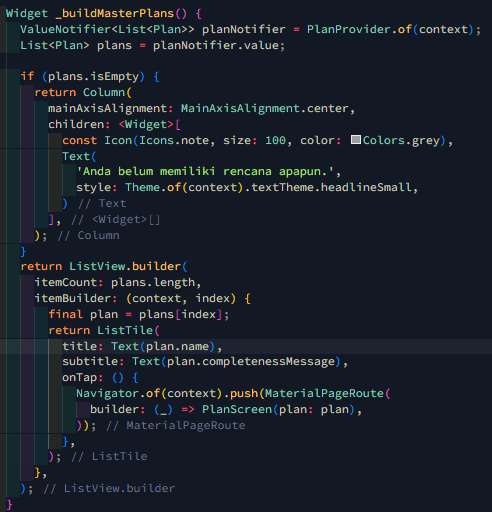 Widget _buildMasterPlans() {
  ValueNotifier<List<Plan>> planNotifier = PlanProvider.of(context);
  List<Plan> plans = planNotifier.value;

  if (plans.isEmpty) {
    return Column(
      mainAxisAlignment: MainAxisAlignment.center,
      children: <Widget>[
        const Icon(Icons.note, size: 100, color: Colors.grey),
        Text(
          'Anda belum memiliki rencana apapun.',
          style: Theme.of(context).textTheme.headlineSmall,
        ) // Text
      ], // <Widget>[]
    ); // Column
  }
  return ListView.builder(
    itemCount: plans.length,
    itemBuilder: (context, index) {
      final plan = plans[index];
      return ListTile(
        title: Text(plan.name),
        subtitle: Text(plan.completenessMessage),
        onTap: () {
          Navigator.of(context).push(MaterialPageRoute(
            builder: (_) => PlanScreen(plan: plan),
          )); // MaterialPageRoute
        },
      ); // ListTile
    },
  ); // ListView.builder
}